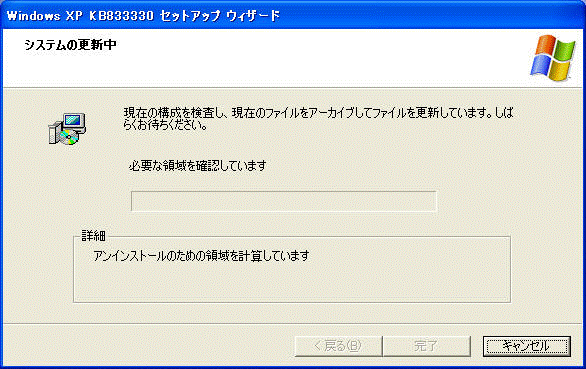 Windows XP KB833330 セットアップ ウィザード
システムの更新中
現在の構成を検査し、現在のファイルをアーカイブしてファイルを更新しています。しば
らくお待ちください。
必要な領域を確認しています
詳細
アンインストールのための領域を計算しています
< 戻る(B)
完了
キャンセル